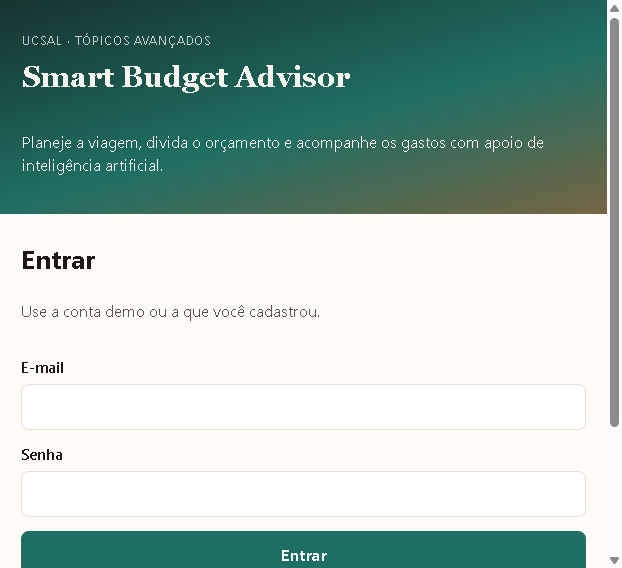 UCSAL · TÓPICOS AVANÇADOS
Smart Budget Advisor
Planeje a viagem, divida o orçamento e acompanhe os gastos com apoio de
inteligência artificial.
Entrar
Use a conta demo ou a que você cadastrou.
E-mail
Senha
Entrar